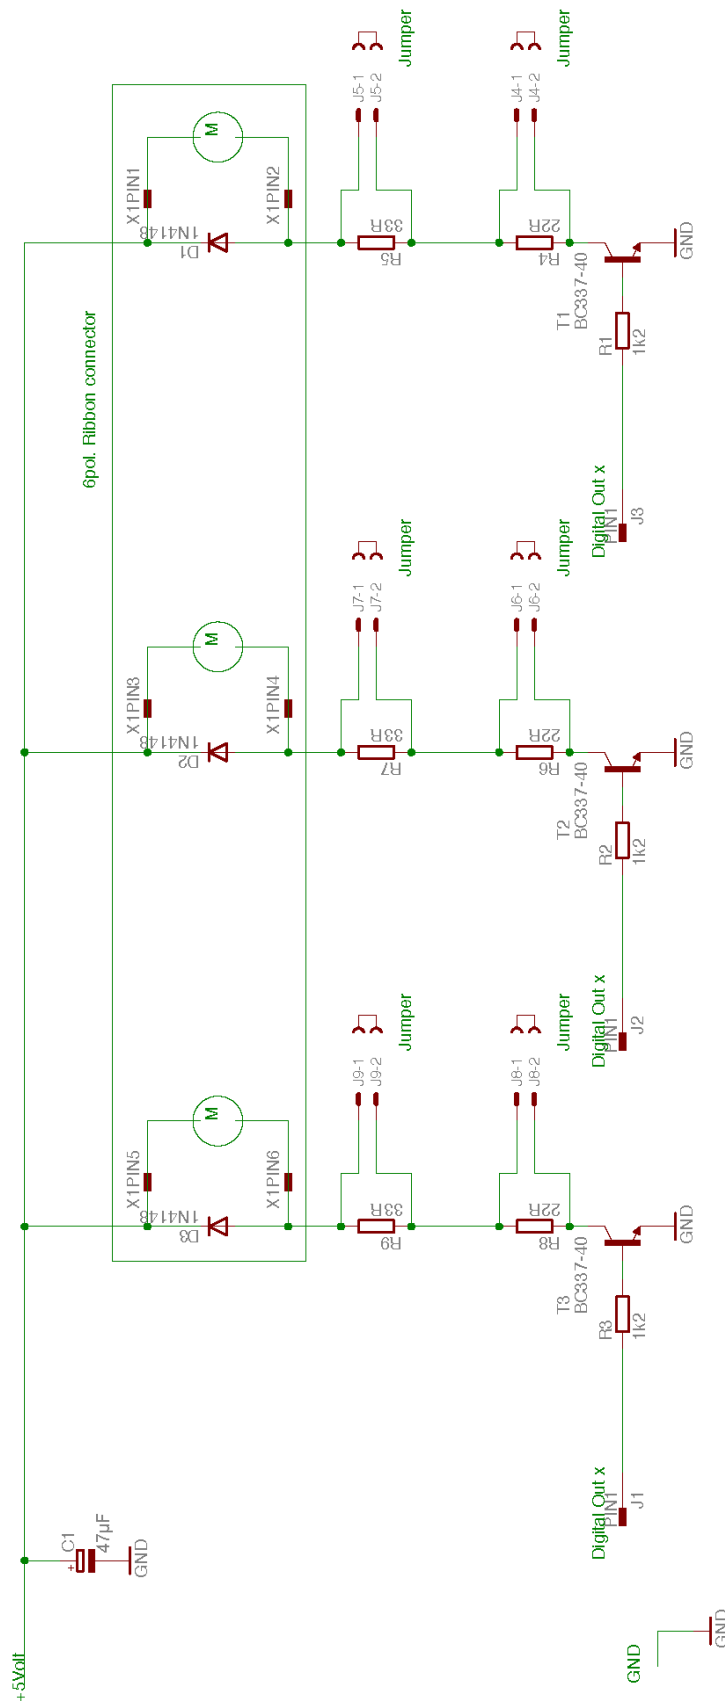 +5Volt
C1
+
47µF
GND
6pol. Ribbon connector
X1PIN5
X1PIN6
1N4148
D3
M
X1PIN3
X1PIN4
1N4148
D2
M
X1PIN1
X1PIN2
1N4148
D1
M
J9-1
J9-2
Jumper
33R
R9
J8-1
J8-2
Jumper
22R
R8
J7-1
J7-2
Jumper
33R
R7
J6-1
J6-2
Jumper
22R
R6
J5-1
J5-2
Jumper
33R
R5
J4-1
J4-2
Jumper
22R
R4
T3
BC337-40
GND
R3
1k2
Digital Out x
PIN1
J1
T2
BC337-40
GND
R2
1k2
Digital Out x
PIN1
J2
T1
BC337-40
GND
R1
1k2
Digital Out x
PIN1
J3
GND
GND